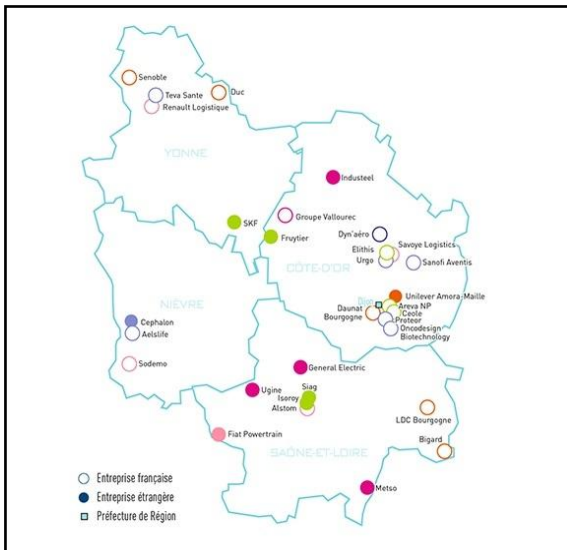 Senoble
Teva Sante
Duc
Renault Logistique
YONNE
Industeel
SKF
Groupe Vallourec
Fruytier
Dyn'aéro
Elithis
Savoye Logistics
Urgo
Sanofi Aventis
CÔTE-D'OR
NIÈVRE
Unilever Amora-Maille
Dijon
Areva NP
Daunat
Bourgogne
Ceole
Proteor
Oncodesign
Biotechnology
Cephalon
Aelslife
Sodemo
General Electric
Ugine
Siag
Isoroy
Alstom
LDC Bourgogne
Fiat Powertrain
Bigard
SAÔNE-ET-LOIRE
Metso
Entreprise française
Entreprise étrangère
Préfecture de Région